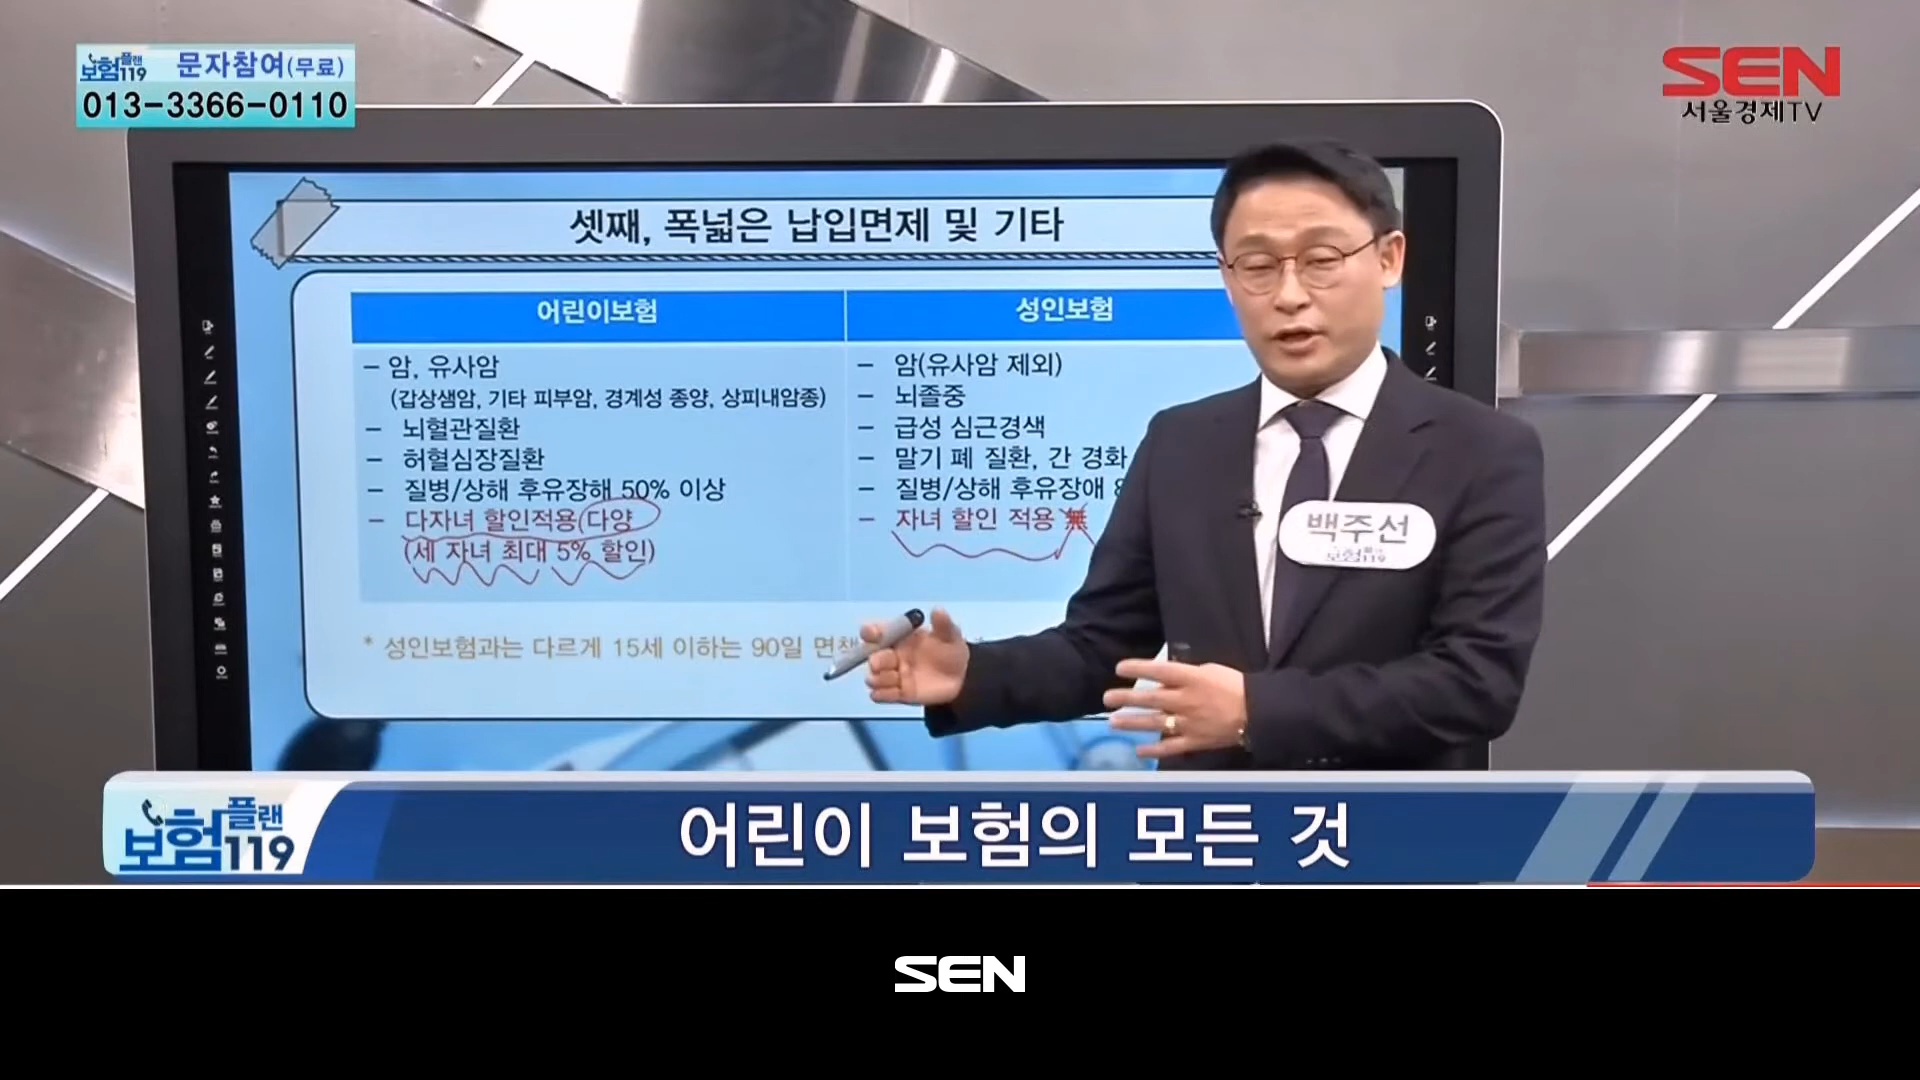 보험플랜119 문자참여(무료)
013-3366-0110
SEN
서울경제TV
셋째, 폭넓은 납입면제 및 기타
어린이보험
- 암, 유사암
(갑상샘암, 기타 피부암, 경계성 종양, 상피내암종)
- 뇌혈관질환
- 허혈심장질환
- 질병/상해 후유장해 50% 이상
- 다자녀 할인적용(다양
(세 자녀 최대 5% 할인)
성인보험
- 암(유사암 제외)
- 뇌졸중
- 급성 심근경색
- 말기 폐 질환, 간 경화
- 질병/상해 후유장애
- 자녀 할인 적용 無
* 성인보험과는 다르게 15세 이하는 90일 면책
백주선
보험플랜119
보험플랜119
어린이 보험의 모든 것
SEN